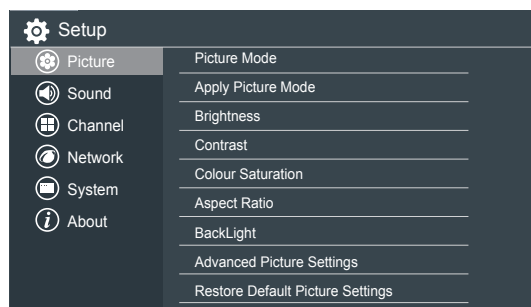 Setup
Picture
Sound
Channel
Network
System
About
Picture Mode
Apply Picture Mode
Brightness
Contrast
Colour Saturation
Aspect Ratio
BackLight
Advanced Picture Settings
Restore Default Picture Settings